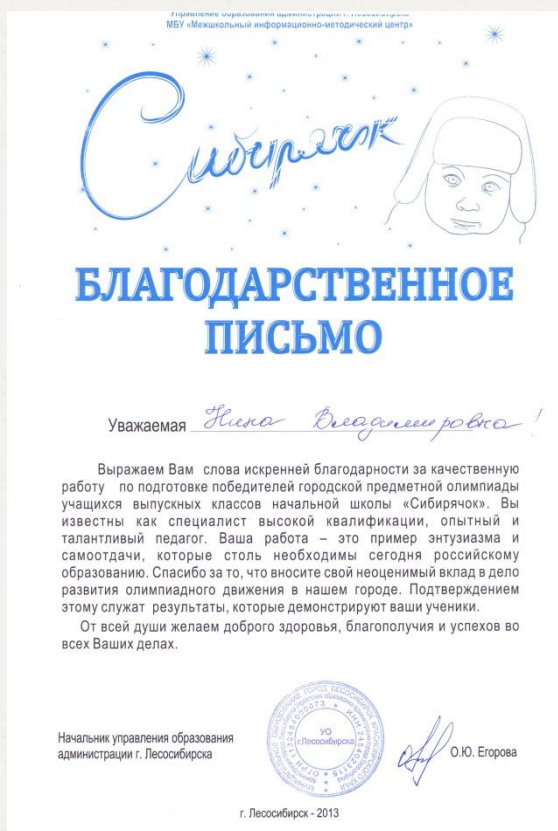 Управление образования администрации г. Лесосибирска
МБУ «Межшкольный информационно-методический центр»
Сибирячок
БЛАГОДАРСТВЕННОЕ
ПИСЬМО
Уважаемая Нина Владимировна!
Выражаем Вам слова искренней благодарности за качественную
работу по подготовке победителей городской предметной олимпиады
учащихся выпускных классов начальной школы «Сибирячок». Вы
известны как специалист высокой квалификации, опытный и
талантливый педагог. Ваша работа – это пример энтузиазма и
самоотдачи, которые столь необходимы сегодня российскому
образованию. Спасибо за то, что вносите свой неоценимый вклад в дело
развития олимпиадного движения в нашем городе. Подтверждением
этому служат результаты, которые демонстрируют ваши ученики.
От всей души желаем доброго здоровья, благополучия и успехов во
всех Ваших делах.
УО
г.Лесосибирска
Начальник управления образования
администрации г. Лесосибирска
О.Ю. Егорова
г. Лесосибирск - 2013